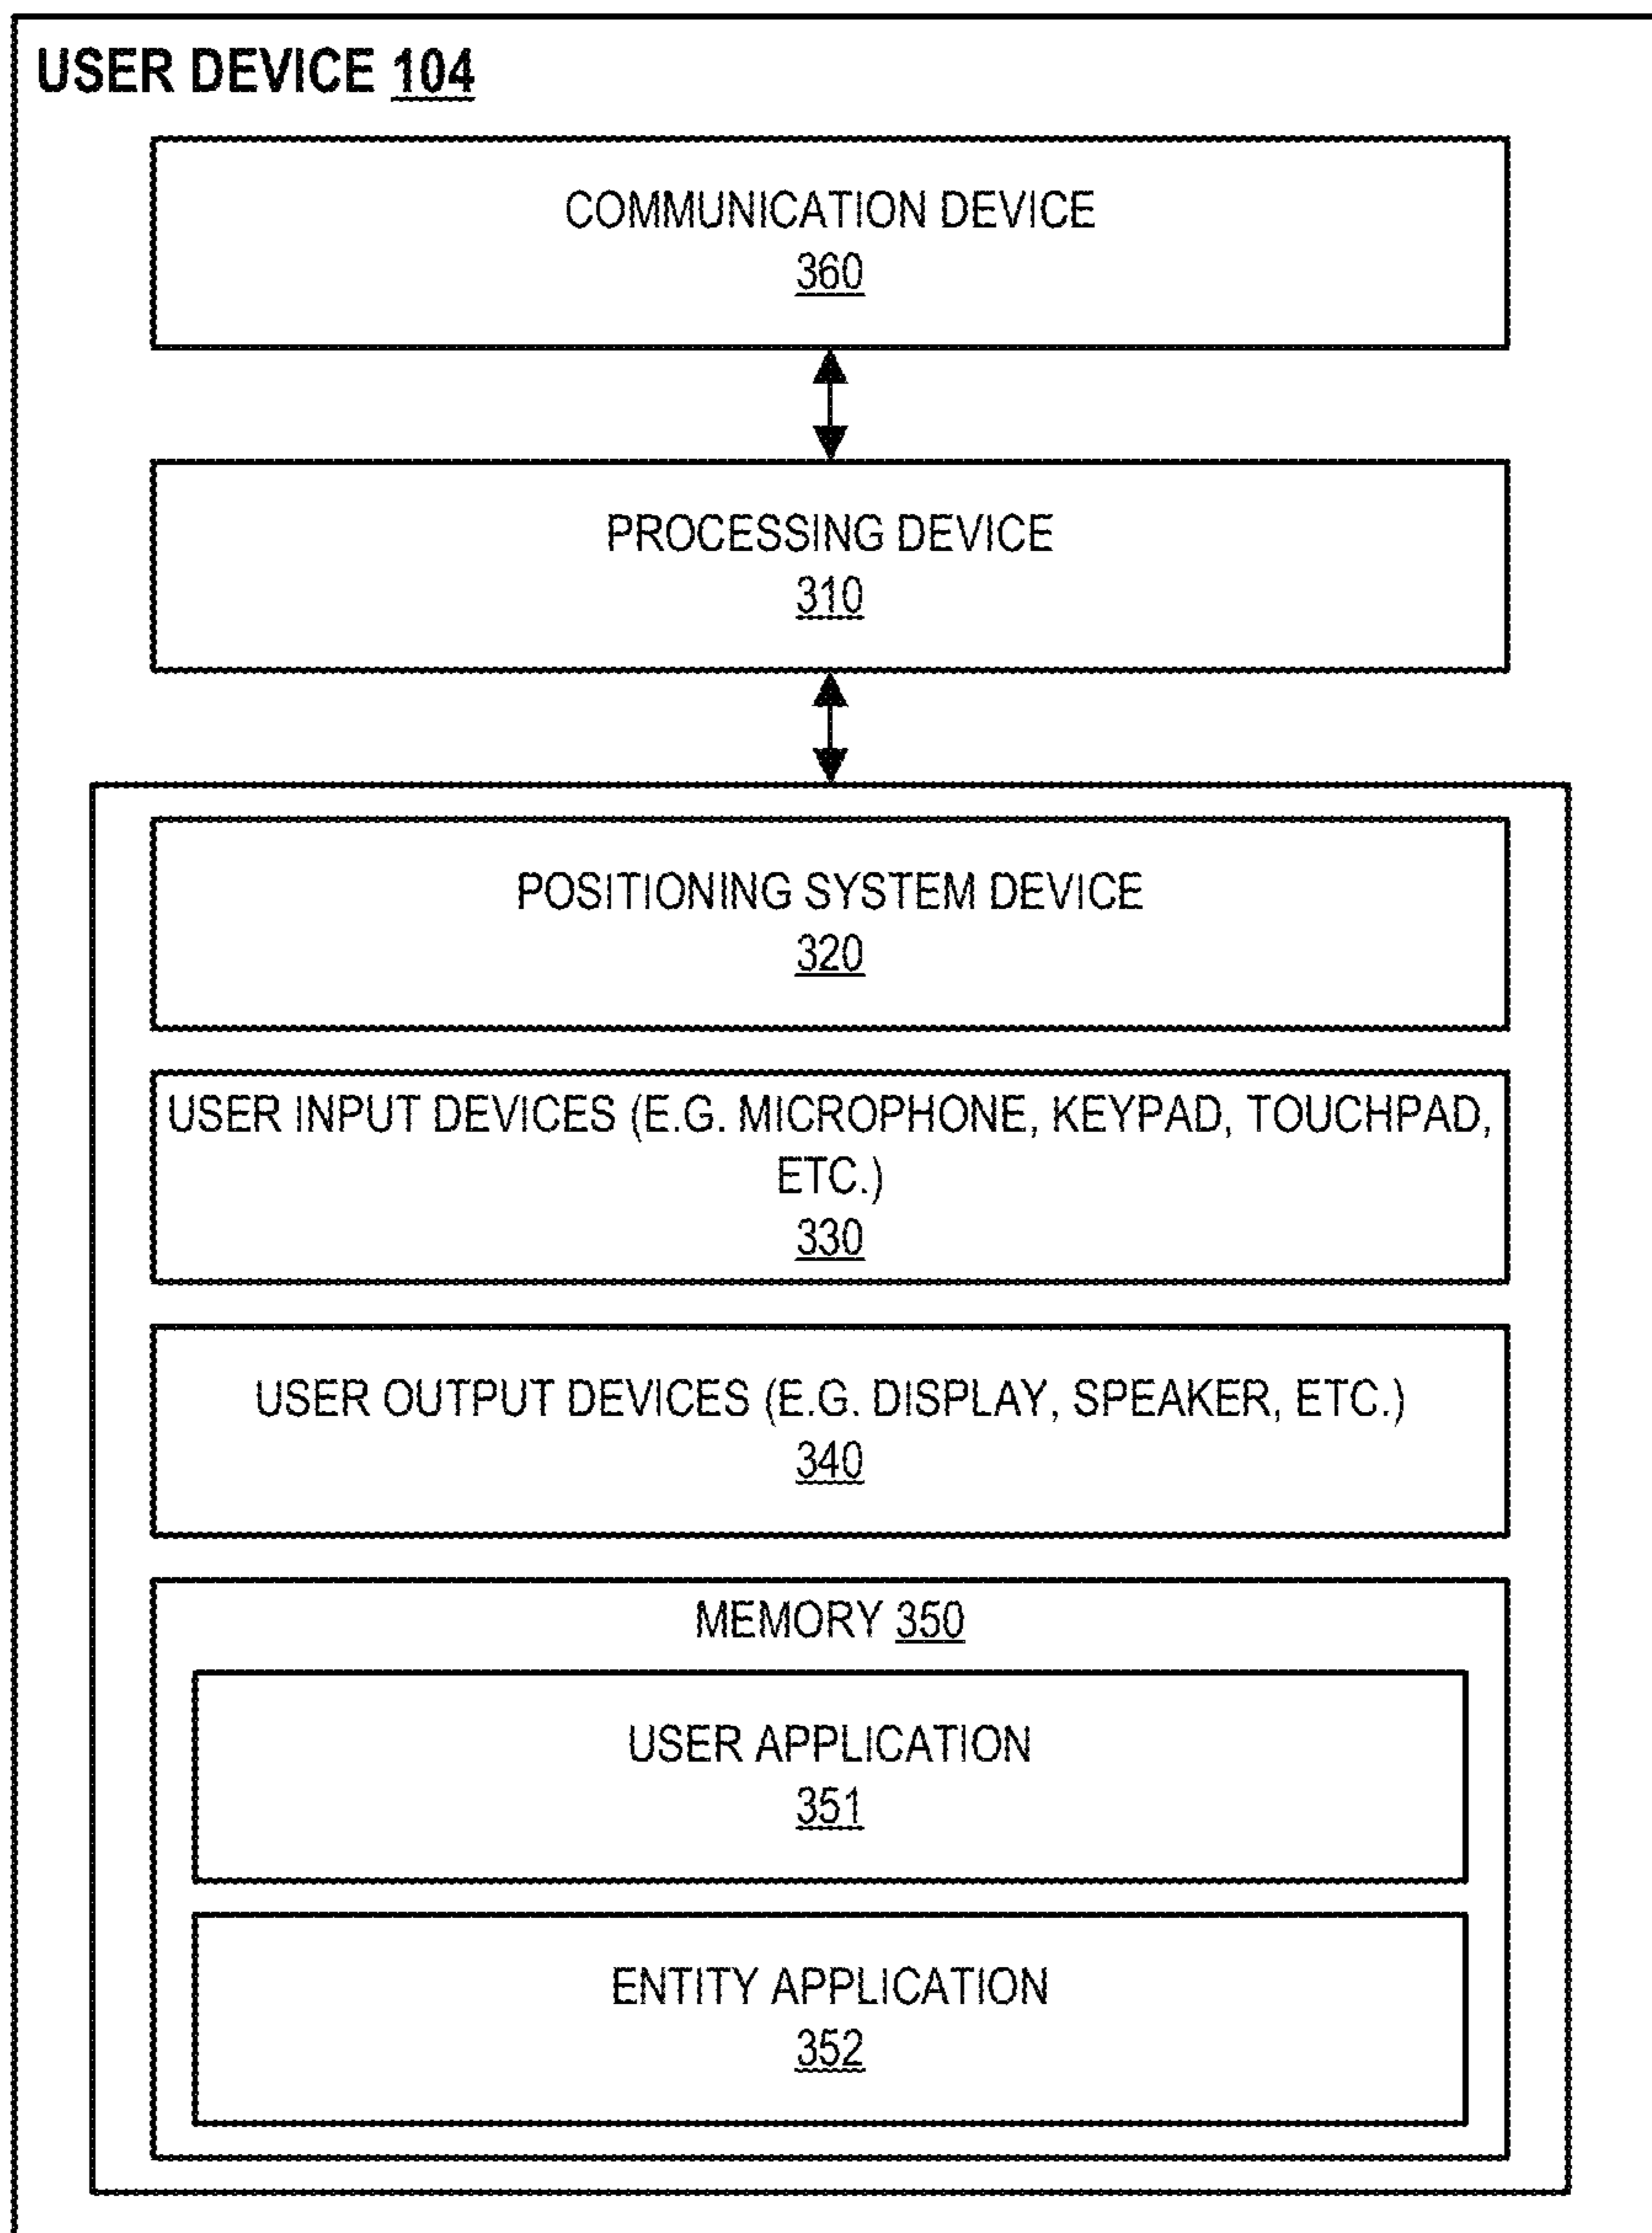 USER DEVICE 104
COMMUNICATION DEVICE
360
PROCESSING DEVICE
310
POSITIONING SYSTEM DEVICE
320
USER INPUT DEVICES (E.G. MICROPHONE, KEYPAD, TOUCHPAD,
ETC.)
330
USER OUTPUT DEVICES (E.G. DISPLAY, SPEAKER, ETC.)
340
MEMORY 350
USER APPLICATION
351
ENTITY APPLICATION
352